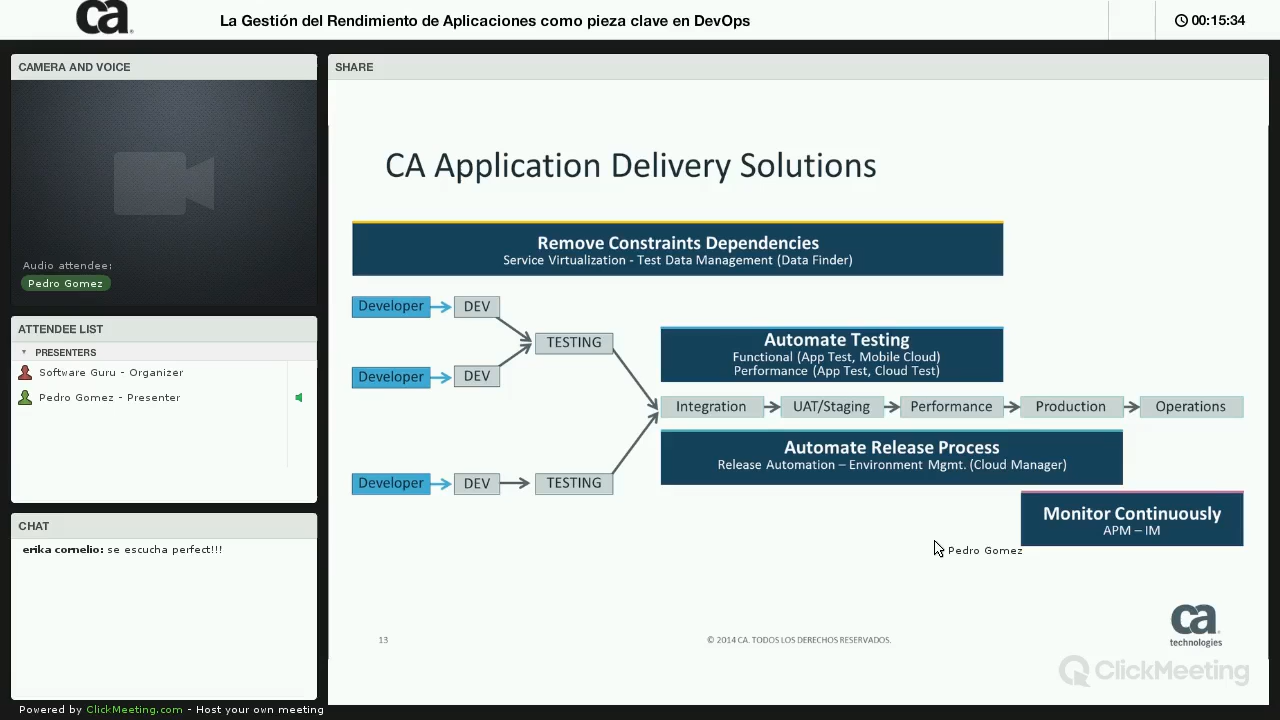 ca
La Gestión del Rendimiento de Aplicaciones como pieza clave en DevOps
00:15:34
CAMERA AND VOICE
Audio attendee:
Pedro Gomez
ATTENDEE LIST
PRESENTERS
Software Guru - Organizer
Pedro Gomez - Presenter
CHAT
erika cornelio: se escucha perfect!!!
Powered by ClickMeeting.com - Host your own meeting
SHARE
CA Application Delivery Solutions
Remove Constraints Dependencies
Service Virtualization - Test Data Management (Data Finder)
Developer
DEV
TESTING
Developer
DEV
Automate Testing
Functional (App Test, Mobile Cloud)
Performance (App Test, Cloud Test)
Integration
UAT/Staging
Performance
Production
Operations
Automate Release Process
Release Automation – Environment Mgmt. (Cloud Manager)
Developer
DEV
TESTING
Monitor Continuously
APM – IM
Pedro Gomez
13
© 2014 CA. TODOS LOS DERECHOS RESERVADOS.
ca
technologies
ClickMeeting